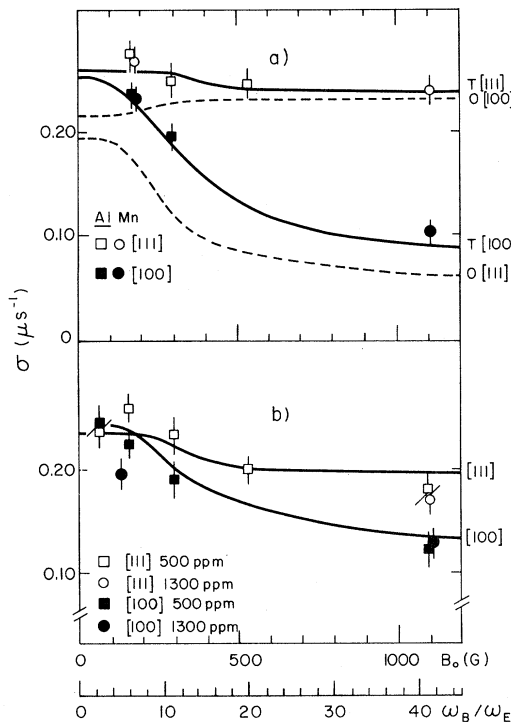 a)
T [111]
O [100]
0.20
Al Mn
[111]
[100]
0.10
T [100
O [111]
0
σ (μs⁻¹)
b)
0.20
[111]
[100]
[111] 500 ppm
[111] 1300 ppm
[100] 500 ppm
[100] 1300 ppm
0.10
0 500 1000 B₀ (G)
0 10 20 30 40 ω_B/ω_E